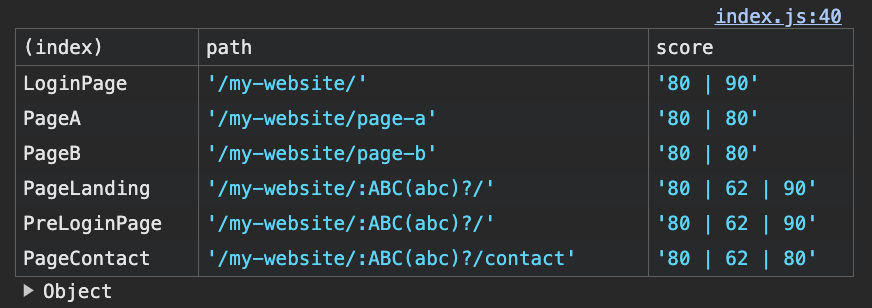 index.js:40
(index) path score
LoginPage '/my-website/' '80 | 90'
PageA '/my-website/page-a' '80 | 80'
PageB '/my-website/page-b' '80 | 80'
PageLanding '/my-website/:ABC(abc)?/' '80 | 62 | 90'
PreLoginPage '/my-website/:ABC(abc)?/' '80 | 62 | 90'
PageContact '/my-website/:ABC(abc)?/contact' '80 | 62 | 80'
▶ Object